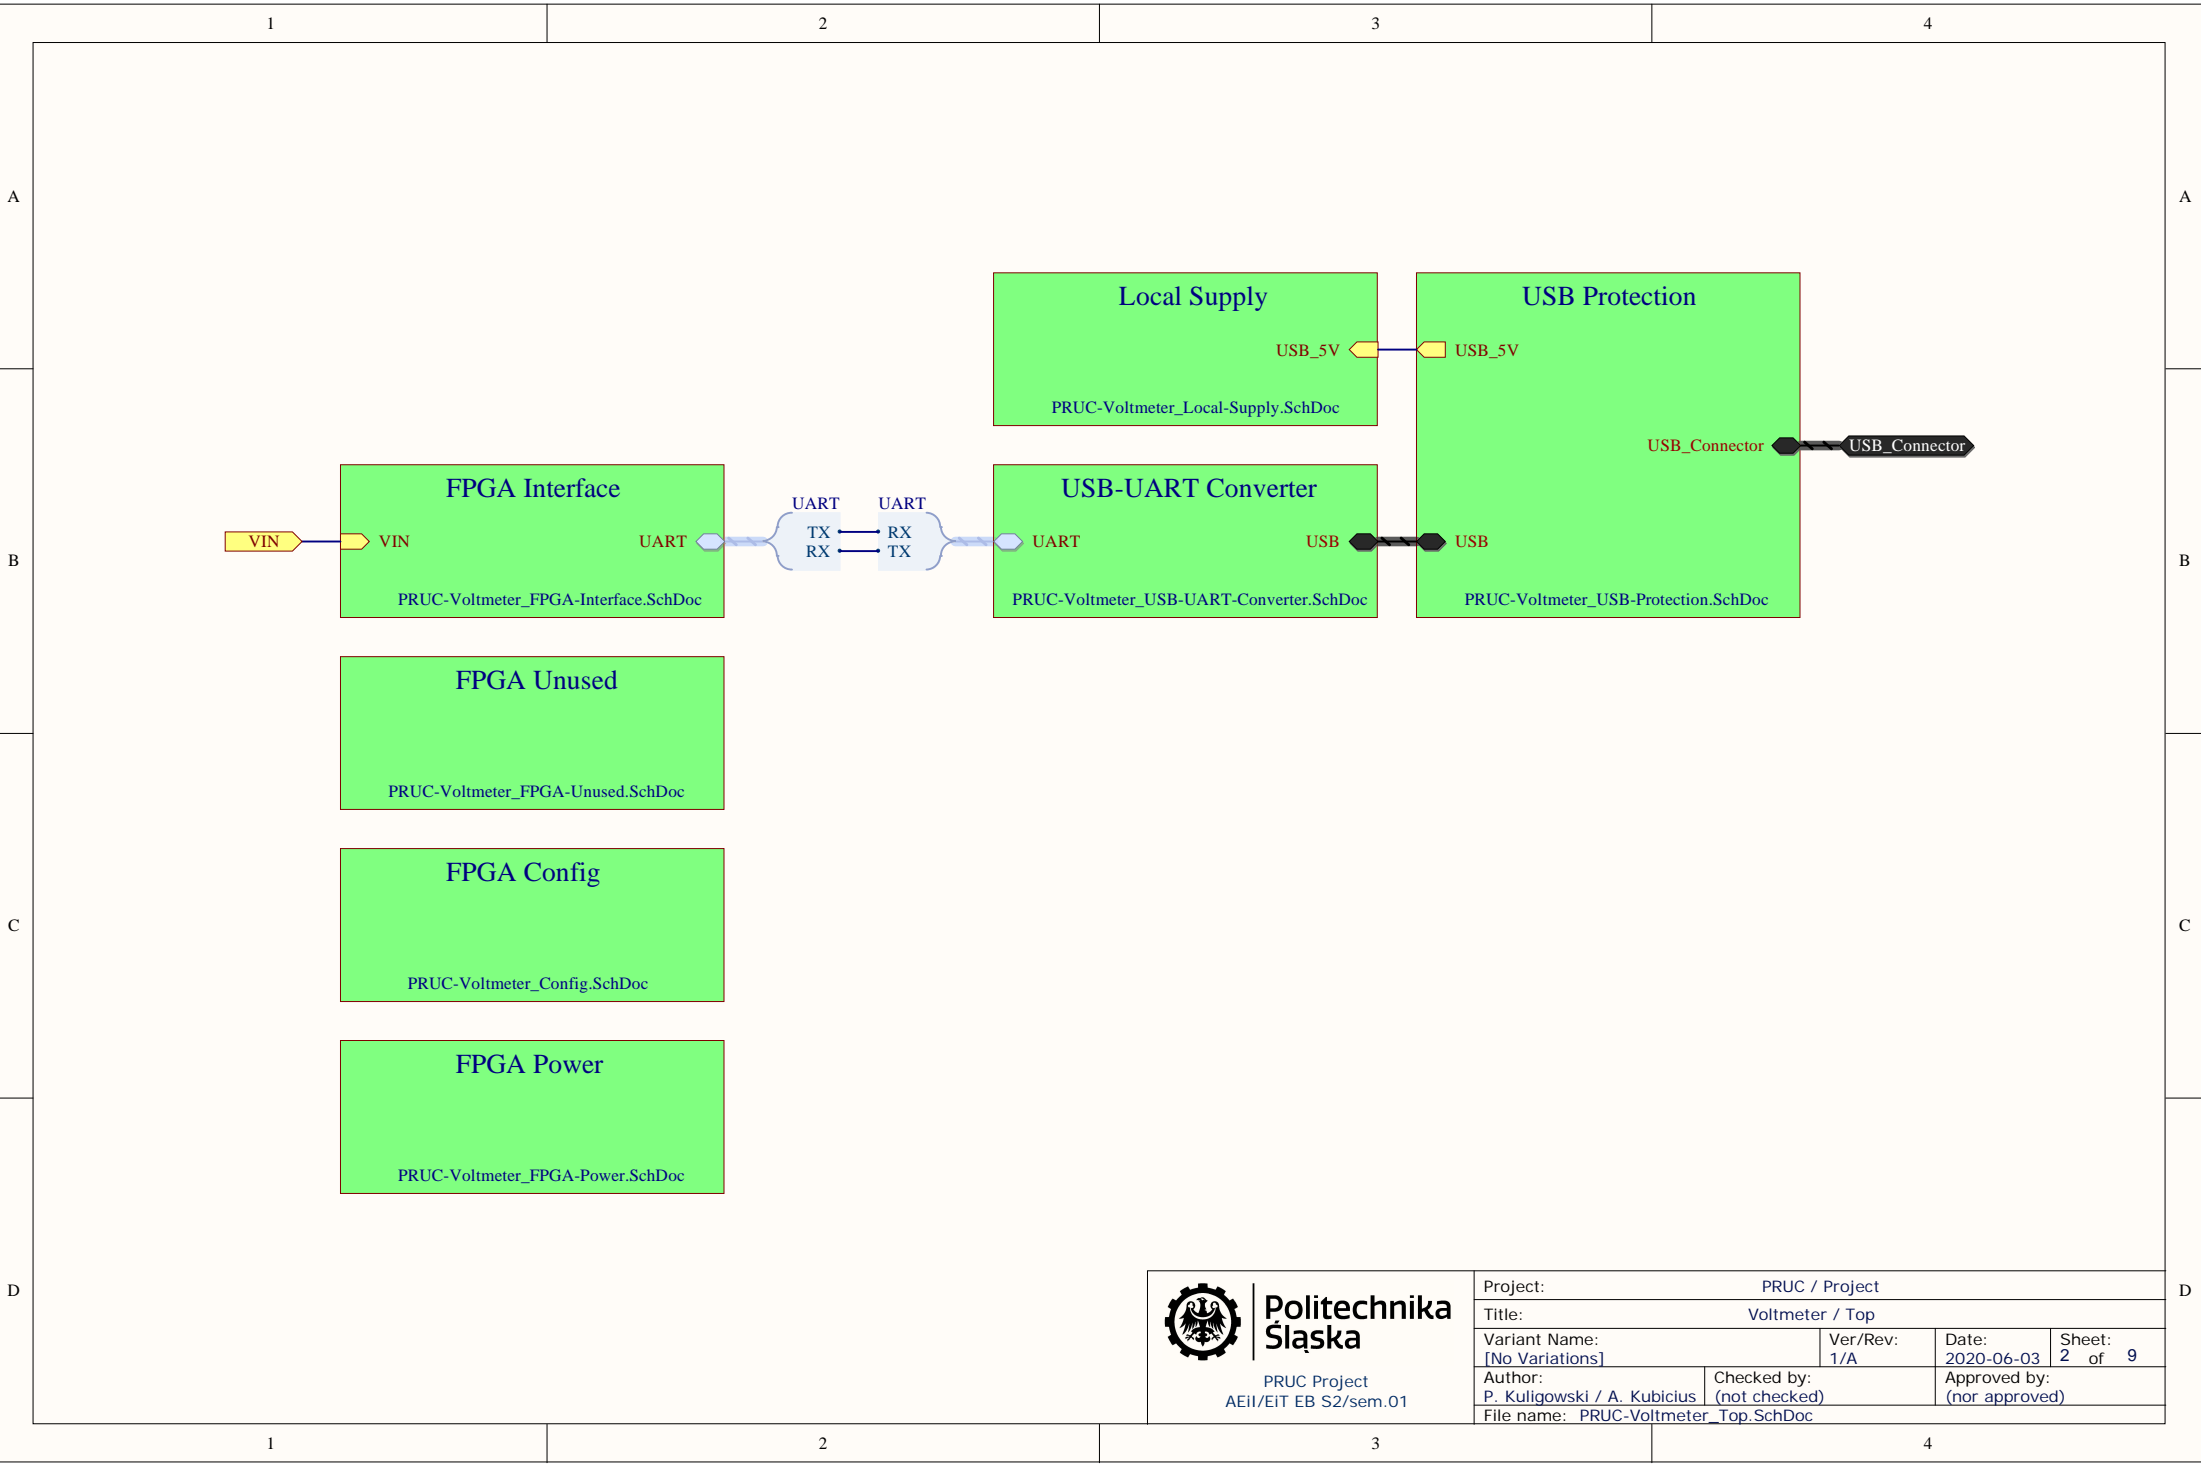 1 2 3 4
A A
Local Supply
USB_5V
PRUC-Voltmeter_Local-Supply.SchDoc
USB Protection
USB_5V
USB_Connector
USB_Connector
USB
PRUC-Voltmeter_USB-Protection.SchDoc
FPGA Interface
VIN
VIN
UART
PRUC-Voltmeter_FPGA-Interface.SchDoc
UART UART
TX RX
RX TX
USB-UART Converter
UART
USB
PRUC-Voltmeter_USB-UART-Converter.SchDoc
B B
FPGA Unused
PRUC-Voltmeter_FPGA-Unused.SchDoc
FPGA Config
PRUC-Voltmeter_Config.SchDoc
C C
FPGA Power
PRUC-Voltmeter_FPGA-Power.SchDoc
D D
Politechnika
Śląska
PRUC Project
AEiI/EiT EB S2/sem.01
Project: PRUC / Project
Title: Voltmeter / Top
Variant Name: Ver/Rev: Date: Sheet:
[No Variations] 1/A 2020-06-03 2 of 9
Author: Checked by: Approved by:
P. Kuligowski / A. Kubicius (not checked) (nor approved)
File name: PRUC-Voltmeter_Top.SchDoc
1 2 3 4